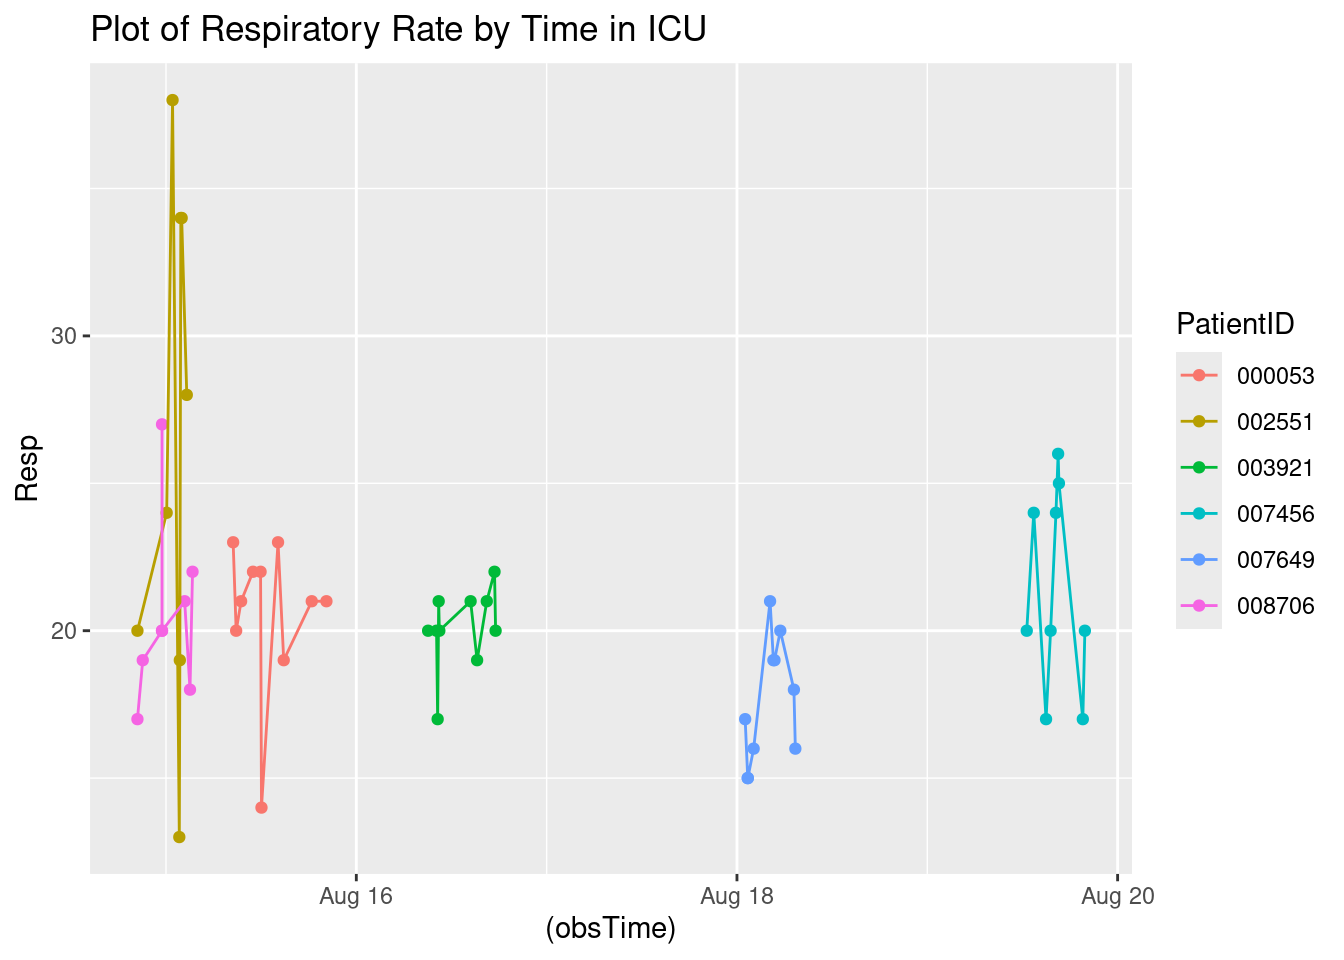 Plot of Respiratory Rate by Time in ICU
Resp
30
20
Aug 16
Aug 18
Aug 20
(obsTime)
PatientID
000053
002551
003921
007456
007649
008706